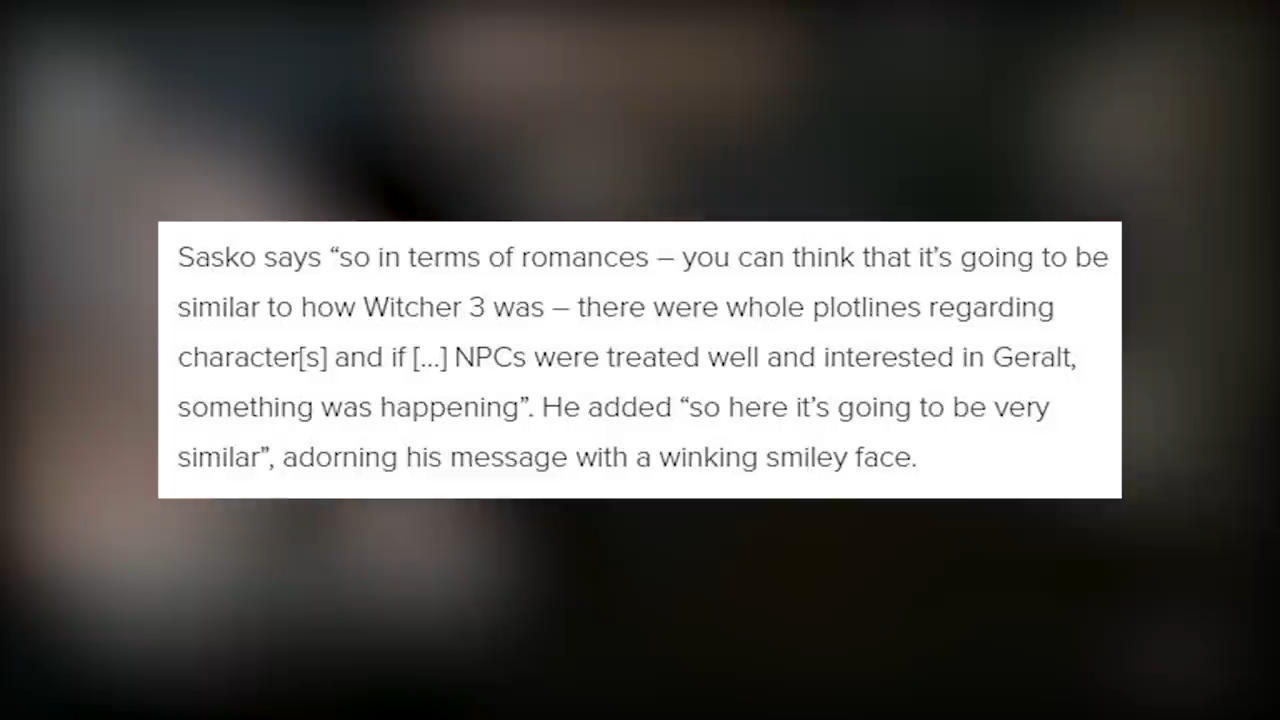 Sasko says “so in terms of romances – you can think that it’s going to be
similar to how Witcher 3 was – there were whole plotlines regarding
character[s] and if [...] NPCs were treated well and interested in Geralt,
something was happening”. He added “so here it’s going to be very
similar”, adorning his message with a winking smiley face.